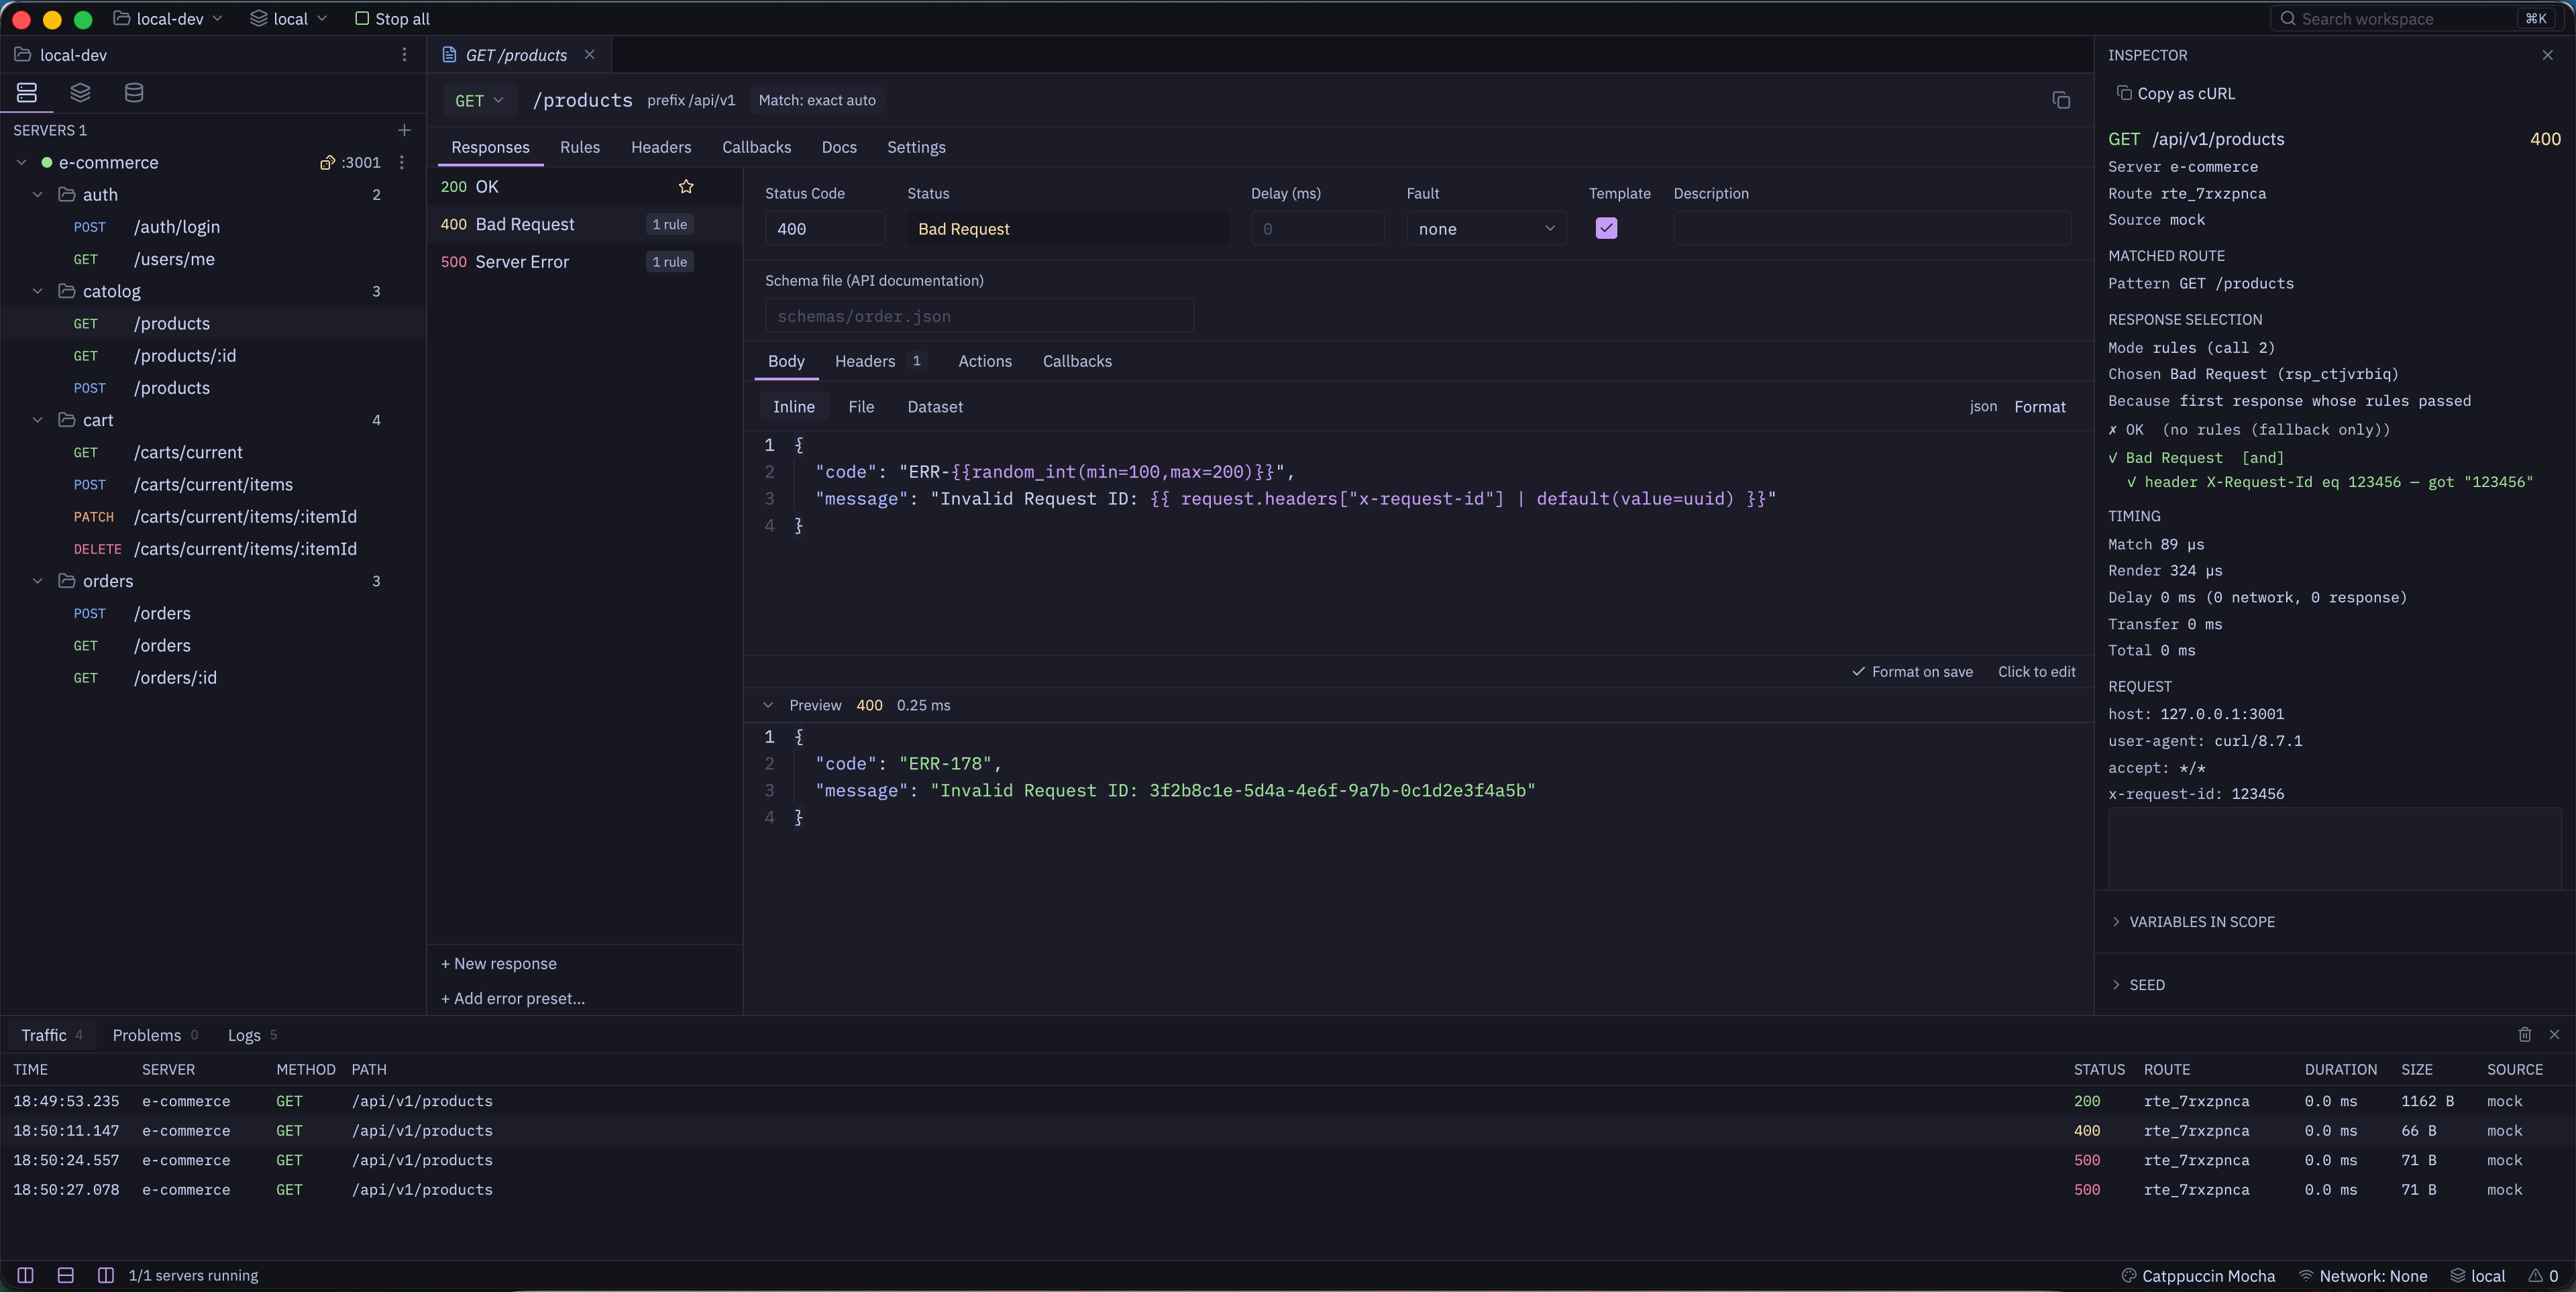 local-dev local Stop all Search workspace ⌘K
local-dev
SERVERS 1
e-commerce :3001
auth 2
POST /auth/login
GET /users/me
catolog 3
GET /products
GET /products/:id
POST /products
cart 4
GET /carts/current
POST /carts/current/items
PATCH /carts/current/items/:itemId
DELETE /carts/current/items/:itemId
orders 3
POST /orders
GET /orders
GET /orders/:id
GET /products
GET /products prefix /api/v1 Match: exact auto
Responses Rules Headers Callbacks Docs Settings
200 OK
400 Bad Request 1 rule
500 Server Error 1 rule
+ New response
+ Add error preset...
Status Code Status Delay (ms) Fault Template Description
400 Bad Request 0 none
Schema file (API documentation)
schemas/order.json
Body Headers 1 Actions Callbacks
Inline File Dataset json Format
1 {
2 "code": "ERR-{{random_int(min=100,max=200)}}",
3 "message": "Invalid Request ID: {{ request.headers["x-request-id"] | default(value=uuid) }}"
4 }
Format on save Click to edit
Preview 400 0.25 ms
1 {
2 "code": "ERR-178",
3 "message": "Invalid Request ID: 3f2b8c1e-5d4a-4e6f-9a7b-0c1d2e3f4a5b"
4 }
INSPECTOR
Copy as cURL
GET /api/v1/products 400
Server e-commerce
Route rte_7rxzpnca
Source mock
MATCHED ROUTE
Pattern GET /products
RESPONSE SELECTION
Mode rules (call 2)
Chosen Bad Request (rsp_ctjvrbiq)
Because first response whose rules passed
✗ OK (no rules (fallback only))
✓ Bad Request [and]
✓ header X-Request-Id eq 123456 — got "123456"
TIMING
Match 89 µs
Render 324 µs
Delay 0 ms (0 network, 0 response)
Transfer 0 ms
Total 0 ms
REQUEST
host: 127.0.0.1:3001
user-agent: curl/8.7.1
accept: */*
x-request-id: 123456
VARIABLES IN SCOPE
SEED
Traffic 4 Problems 0 Logs 5
TIME SERVER METHOD PATH STATUS ROUTE DURATION SIZE SOURCE
18:49:53.235 e-commerce GET /api/v1/products 200 rte_7rxzpnca 0.0 ms 1162 B mock
18:50:11.147 e-commerce GET /api/v1/products 400 rte_7rxzpnca 0.0 ms 66 B mock
18:50:24.557 e-commerce GET /api/v1/products 500 rte_7rxzpnca 0.0 ms 71 B mock
18:50:27.078 e-commerce GET /api/v1/products 500 rte_7rxzpnca 0.0 ms 71 B mock
1/1 servers running Catppuccin Mocha Network: None local 0